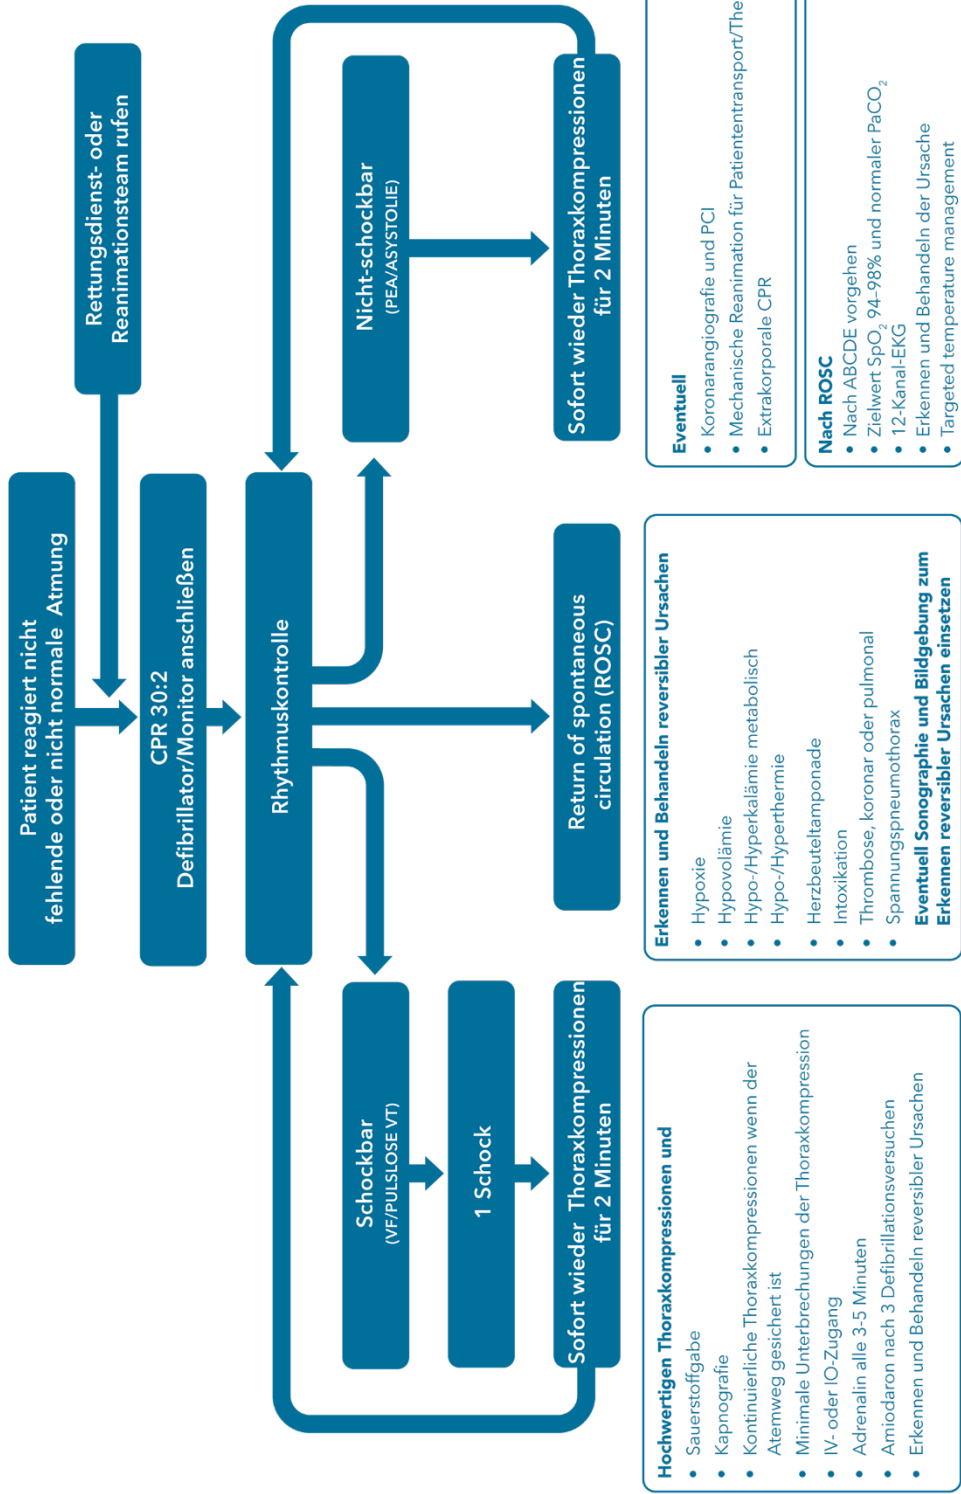 Patient reagiert nicht
fehlende oder nicht normale Atmung
Rettungsdienst- oder
Reanimationsteam rufen
CPR 30:2
Defibrillator/Monitor anschließen
Rhythmuskontrolle
Schockbar
(VF/PULSLOSE VT)
Nicht-schockbar
(PEA/ASYSTOLIE)
1 Schock
Sofort wieder Thoraxkompressionen
für 2 Minuten
Return of spontaneous
circulation (ROSC)
Sofort wieder Thoraxkompressionen
für 2 Minuten
Hochwertigen Thoraxkompressionen und
• Sauerstoffgabe
• Kapnografie
• Kontinuierliche Thoraxkompressionen wenn der
Atemweg gesichert ist
• Minimale Unterbrechungen der Thoraxkompression
• IV- oder IO-Zugang
• Adrenalin alle 3-5 Minuten
• Amiodaron nach 3 Defibrillationsversuchen
• Erkennen und Behandeln reversibler Ursachen
Erkennen und Behandeln reversibler Ursachen
• Hypoxie
• Hypovolämie
• Hypo-/Hyperkalämie metabolisch
• Hypo-/Hyperthermie
• Herzbeuteltamponade
• Intoxikation
• Thrombose, koronar oder pulmonal
• Spannungspneumothorax
Eventuell Sonographie und Bildgebung zum
Erkennen reversibler Ursachen einsetzen
Eventuell
• Koronarangiografie und PCI
• Mechanische Reanimation für Patiententransport/The
• Extrakorporale CPR
Nach ROSC
• Nach ABCDE vorgehen
• Zielwert SpO₂ 94–98% und normaler PaCO₂
• 12-Kanal-EKG
• Erkennen und Behandeln der Ursache
• Targeted temperature management